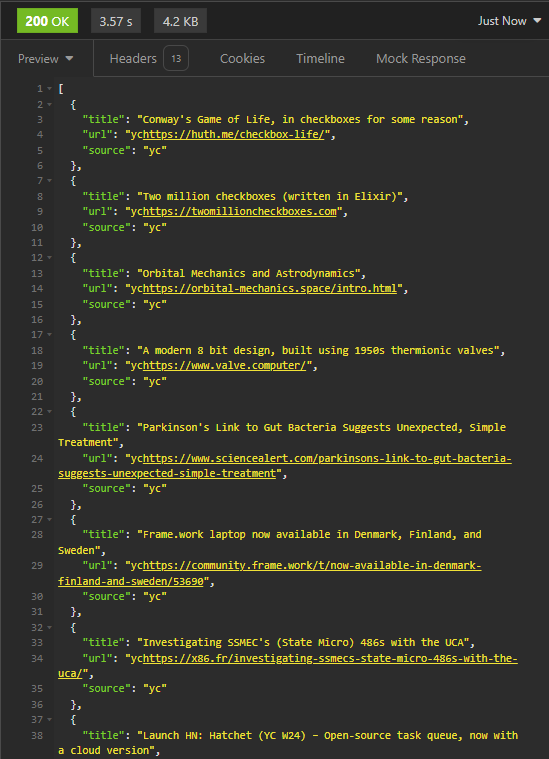 200 OK 3.57 s 4.2 KB Just Now
Preview Headers 13 Cookies Timeline Mock Response
1 [
2 {
3 "title": "Conway's Game of Life, in checkboxes for some reason",
4 "url": "ychttps://huth.me/checkbox-life/",
5 "source": "yc"
6 },
7 {
8 "title": "Two million checkboxes (written in Elixir)",
9 "url": "ychttps://twomillioncheckboxes.com",
10 "source": "yc"
11 },
12 {
13 "title": "Orbital Mechanics and Astrodynamics",
14 "url": "ychttps://orbital-mechanics.space/intro.html",
15 "source": "yc"
16 },
17 {
18 "title": "A modern 8 bit design, built using 1950s thermionic valves",
19 "url": "ychttps://www.valve.computer/",
20 "source": "yc"
21 },
22 {
23 "title": "Parkinson's Link to Gut Bacteria Suggests Unexpected, Simple
Treatment",
24 "url": "ychttps://www.sciencealert.com/parkinsons-link-to-gut-bacteria-
suggests-unexpected-simple-treatment",
25 "source": "yc"
26 },
27 {
28 "title": "Frame.work laptop now available in Denmark, Finland, and
Sweden",
29 "url": "ychttps://community.frame.work/t/now-available-in-denmark-
finland-and-sweden/53690",
30 "source": "yc"
31 },
32 {
33 "title": "Investigating SSMEC's (State Micro) 486s with the UCA",
34 "url": "ychttps://x86.fr/investigating-ssmecs-state-micro-486s-with-the-
uca/",
35 "source": "yc"
36 },
37 {
38 "title": "Launch HN: Hatchet (YC W24) – Open-source task queue, now with
a cloud version",